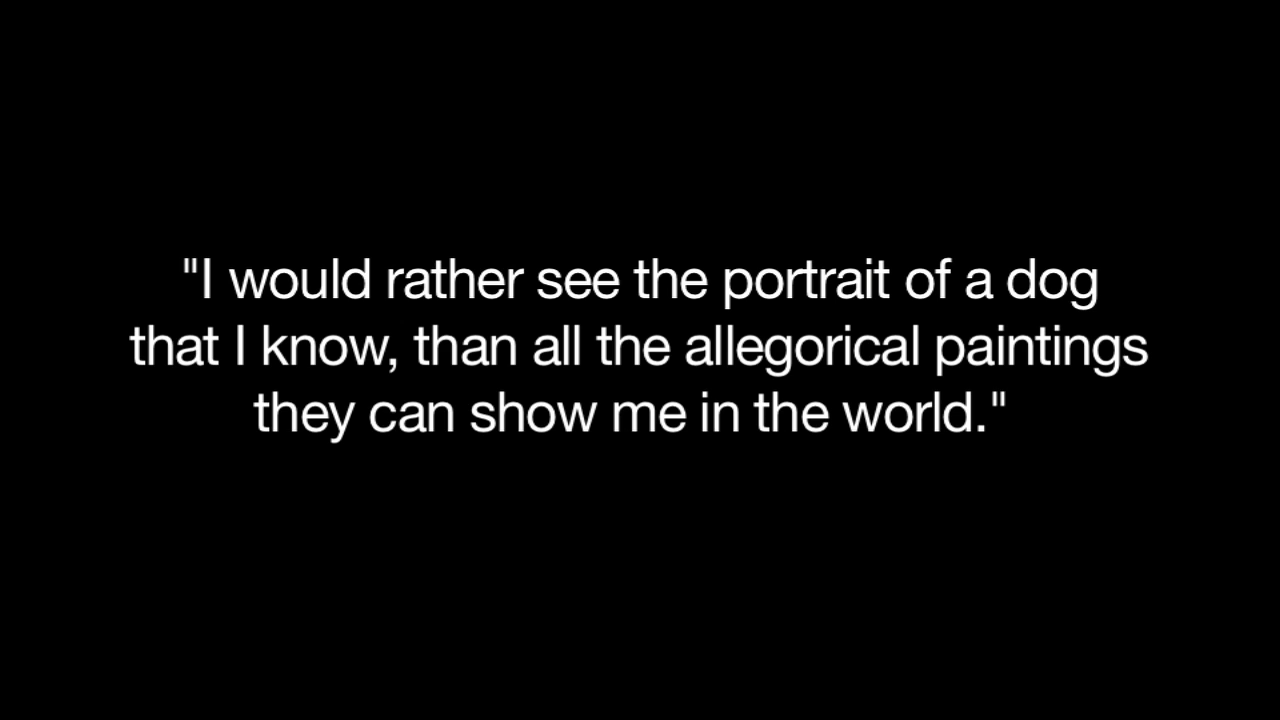 "I would rather see the portrait of a dog
that I know, than all the allegorical paintings
they can show me in the world."